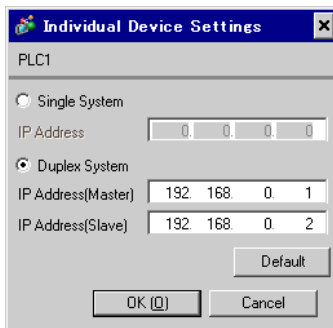 Individual Device Settings
PLC1
Single System
IP Address 0. 0. 0. 0
Duplex System
IP Address(Master) 192. 168. 0. 1
IP Address(Slave) 192. 168. 0. 2
Default
OK (O) Cancel